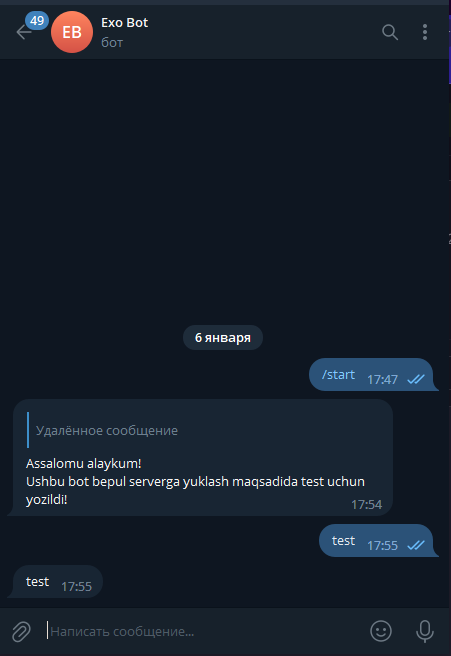 49
EB
Exo Bot
бот
6 января
/start 17:47
Удалённое сообщение
Assalomu alaykum!
Ushbu bot bepul serverga yuklash maqsadida test uchun
yozildi!
17:54
test 17:55
test 17:55
Написать сообщение...